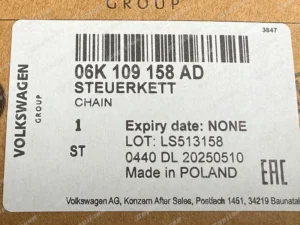 GROUP
3647
VOLKSWAGEN
GROUP
06K 109 158 AD
STEUERKETT
CHAIN
1 Expiry date: NONE
ST LOT: LS513158
0440 DL 20250510
Made in POLAND
EAC
Volkswagen AG, Konzern After Sales, Postfach 1451, 34219 Baunatal